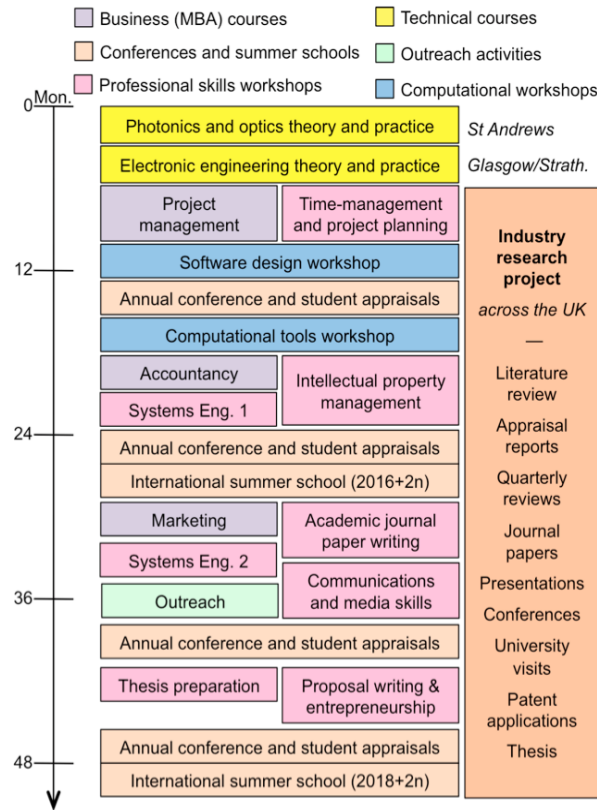 Business (MBA) courses
Technical courses
Conferences and summer schools
Outreach activities
Professional skills workshops
Computational workshops
Mon.
0
Photonics and optics theory and practice
St Andrews
Electronic engineering theory and practice
Glasgow/Strath.
Project
management
Time-management
and project planning
Software design workshop
12
Annual conference and student appraisals
Computational tools workshop
Accountancy
Intellectual property
management
Systems Eng. 1
24
Annual conference and student appraisals
International summer school (2016+2n)
Marketing
Academic journal
paper writing
Systems Eng. 2
Communications
and media skills
36
Outreach
Annual conference and student appraisals
Thesis preparation
Proposal writing &
entrepreneurship
48
Annual conference and student appraisals
International summer school (2018+2n)
Industry
research
project
across the UK
—
Literature
review
Appraisal
reports
Quarterly
reviews
Journal
papers
Presentations
Conferences
University
visits
Patent
applications
Thesis